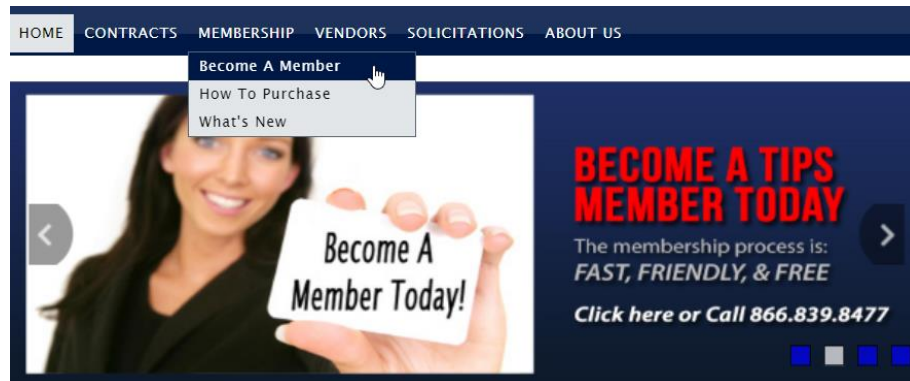 HOME CONTRACTS MEMBERSHIP VENDORS SOLICITATIONS ABOUT US
Become A Member
How To Purchase
What's New
Become A
Member Today!
BECOME A TIPS
MEMBER TODAY
The membership process is:
FAST, FRIENDLY, & FREE
Click here or Call 866.839.8477